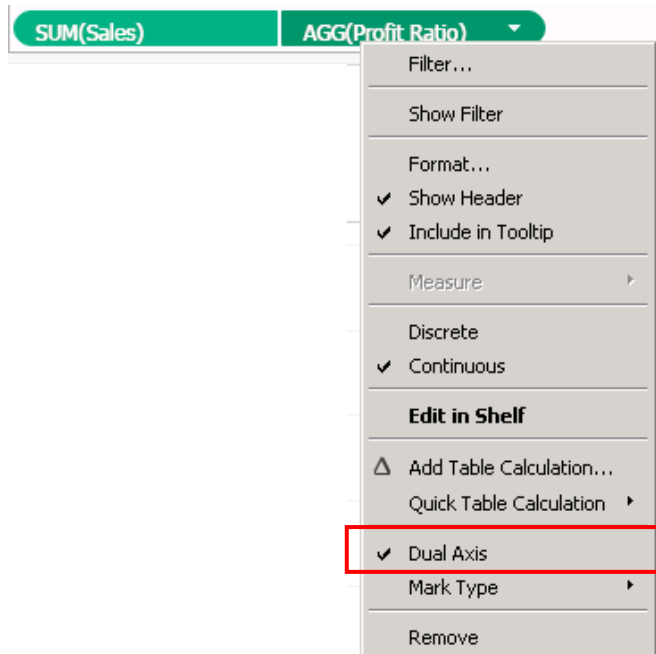 SUM(Sales) AGG(Profit Ratio)
Filter...
Show Filter
Format...
Show Header
Include in Tooltip
Measure
Discrete
Continuous
Edit in Shelf
Add Table Calculation...
Quick Table Calculation
Dual Axis
Mark Type
Remove